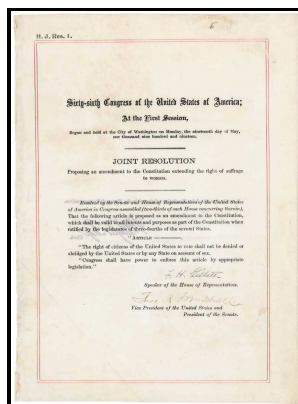 6
H. J. Res. 1.
Sixty-sixth Congress of the United States of America;
At the First Session,
Begun and held at the City of Washington on Monday, the nineteenth day of May,
one thousand nine hundred and nineteen.
JOINT RESOLUTION
Proposing an amendment to the Constitution extending the right of suffrage
to women.
Resolved by the Senate and House of Representatives of the United States
of America in Congress assembled (two-thirds of each House concurring therein),
That the following article is proposed as an amendment to the Constitution,
which shall be valid to all intents and purposes as part of the Constitution when
ratified by the legislatures of three-fourths of the several States.
"ARTICLE ————.
"The right of citizens of the United States to vote shall not be denied or
abridged by the United States or by any State on account of sex.
"Congress shall have power to enforce this article by appropriate
legislation."
F. H. Gillett
Speaker of the House of Representatives.
Thos. R. Marshall
Vice President of the United States and
President of the Senate.